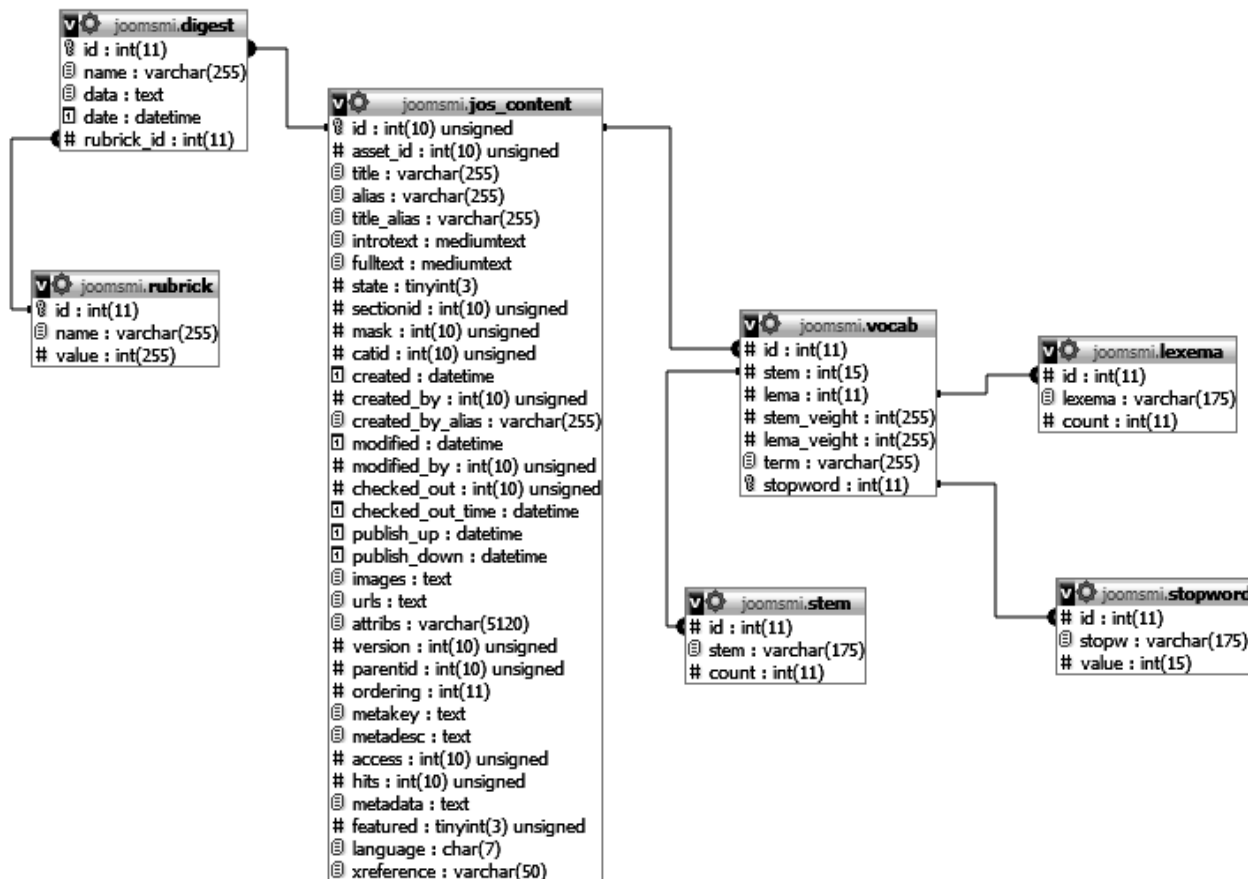 joomsmi.digest
id : int(11)
name : varchar(255)
data : text
date : datetime
# rubrick_id : int(11)
joomsmi.rubrick
id : int(11)
name : varchar(255)
# value : int(255)
joomsmi.jos_content
id : int(10) unsigned
# asset_id : int(10) unsigned
title : varchar(255)
alias : varchar(255)
title_alias : varchar(255)
introtext : mediumtext
fulltext : mediumtext
# state : tinyint(3)
# sectionid : int(10) unsigned
# mask : int(10) unsigned
# catid : int(10) unsigned
created : datetime
# created_by : int(10) unsigned
created_by_alias : varchar(255)
modified : datetime
# modified_by : int(10) unsigned
# checked_out : int(10) unsigned
checked_out_time : datetime
publish_up : datetime
publish_down : datetime
images : text
urls : text
attribs : varchar(5120)
# version : int(10) unsigned
# parentid : int(10) unsigned
# ordering : int(11)
metakey : text
metadesc : text
# access : int(10) unsigned
# hits : int(10) unsigned
metadata : text
# featured : tinyint(3) unsigned
language : char(7)
xreference : varchar(50)
joomsmi.vocab
# id : int(11)
# stem : int(15)
# lema : int(11)
# stem_veight : int(255)
# lema_veight : int(255)
term : varchar(255)
stopword : int(11)
joomsmi.lexema
# id : int(11)
lexema : varchar(175)
# count : int(11)
joomsmi.stem
# id : int(11)
stem : varchar(175)
# count : int(11)
joomsmi.stopword
# id : int(11)
stopw : varchar(175)
# value : int(15)